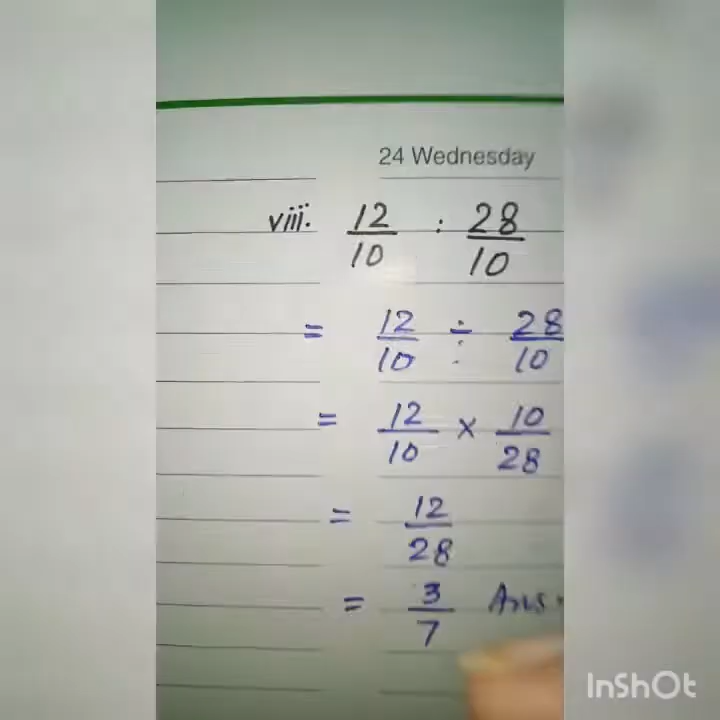 24 Wednesday
viii. 12/10 : 28/10
= 12/10 ÷ 28/10
= 12/10 × 10/28
= 12/28
= 3/7 Ans.
InShOt